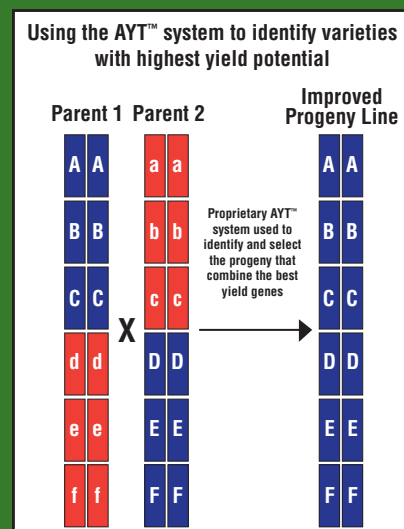 Using the AYT™ system to identify varieties
with highest yield potential
Parent 1 Parent 2
Improved
Progeny Line
A A a a A A
B B b b B B
C C c c C C
X
Proprietary AYT™
system used to
identify and select
the progeny that
combine the best
yield genes
d d D D D D
e e E E E E
f f F F F F